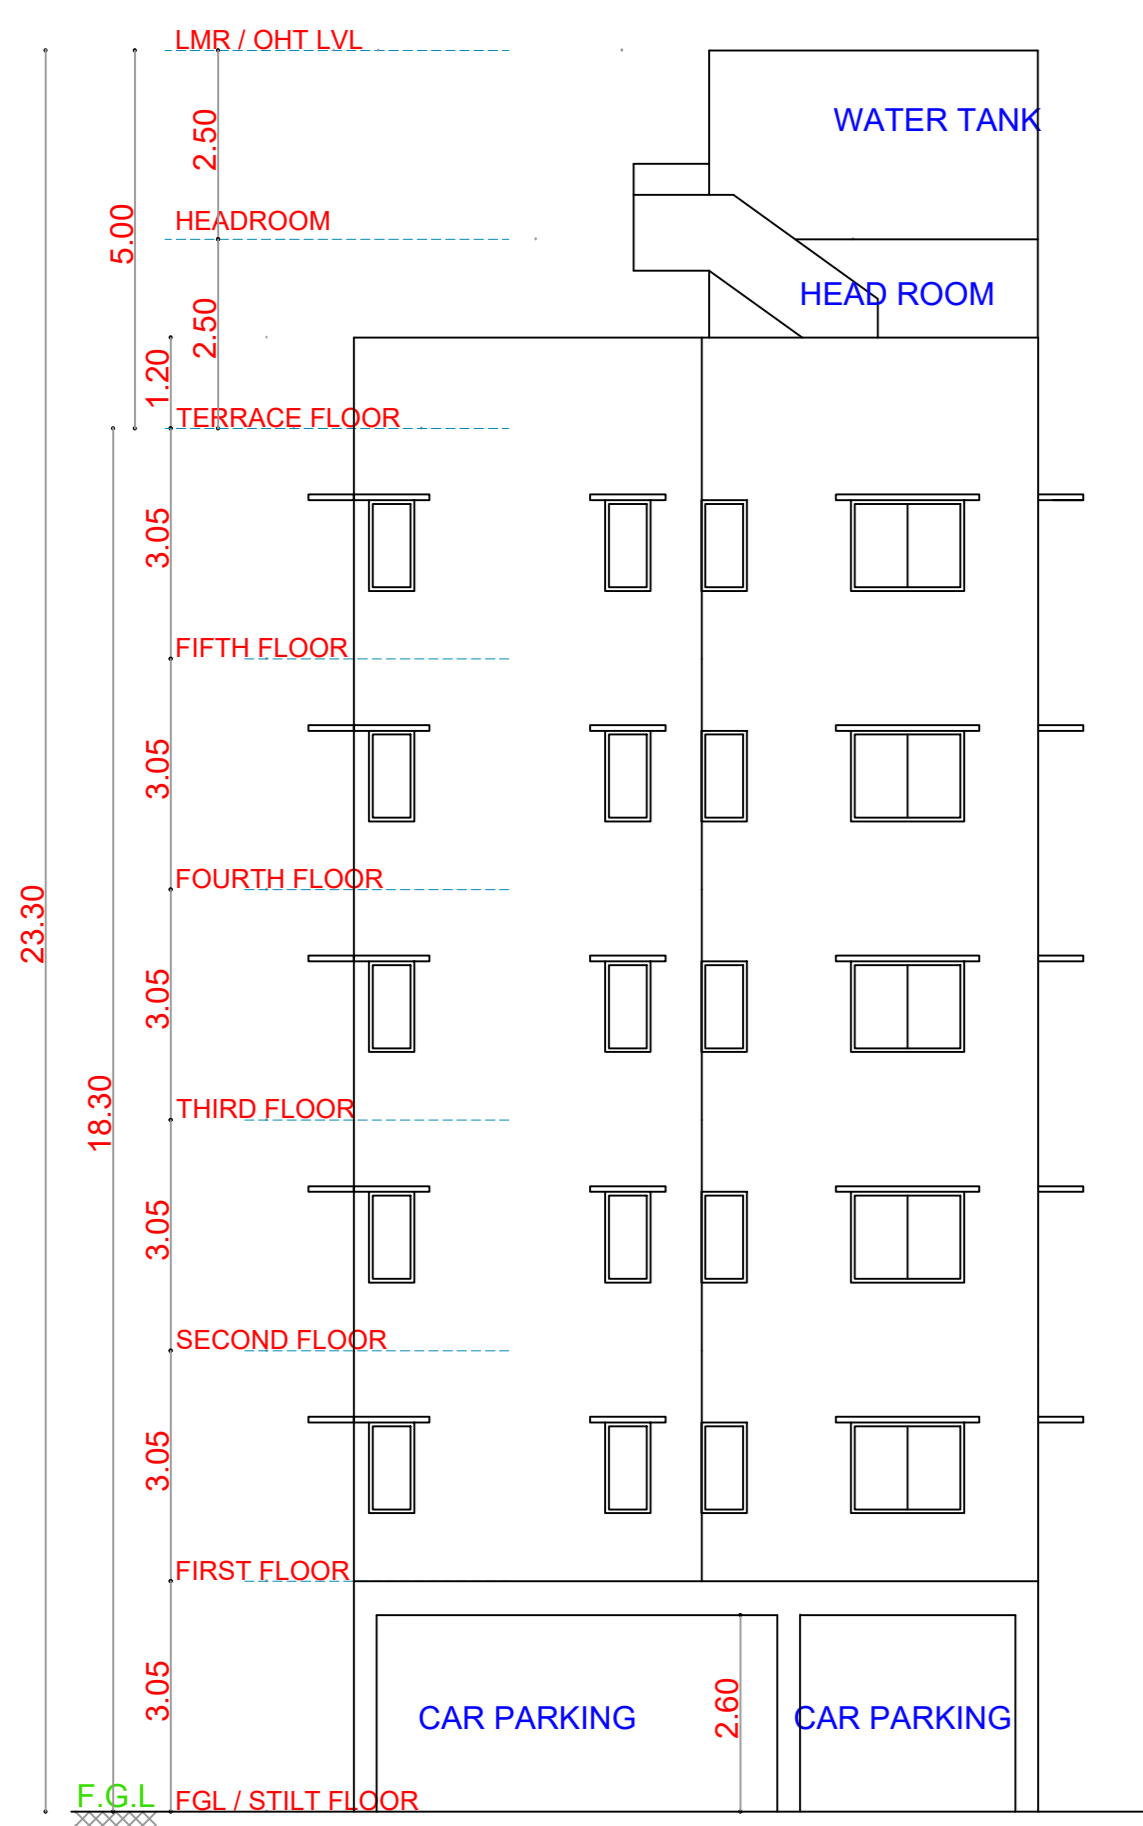 LMR / OHT LVL
WATER TANK
2.50
5.00
HEADROOM
HEAD ROOM
2.50
1.20
TERRACE FLOOR
3.05
FIFTH FLOOR
3.05
FOURTH FLOOR
23.30
3.05
18.30
THIRD FLOOR
3.05
SECOND FLOOR
3.05
FIRST FLOOR
3.05
2.60
CAR PARKING
CAR PARKING
F.G.L
FGL / STILT FLOOR